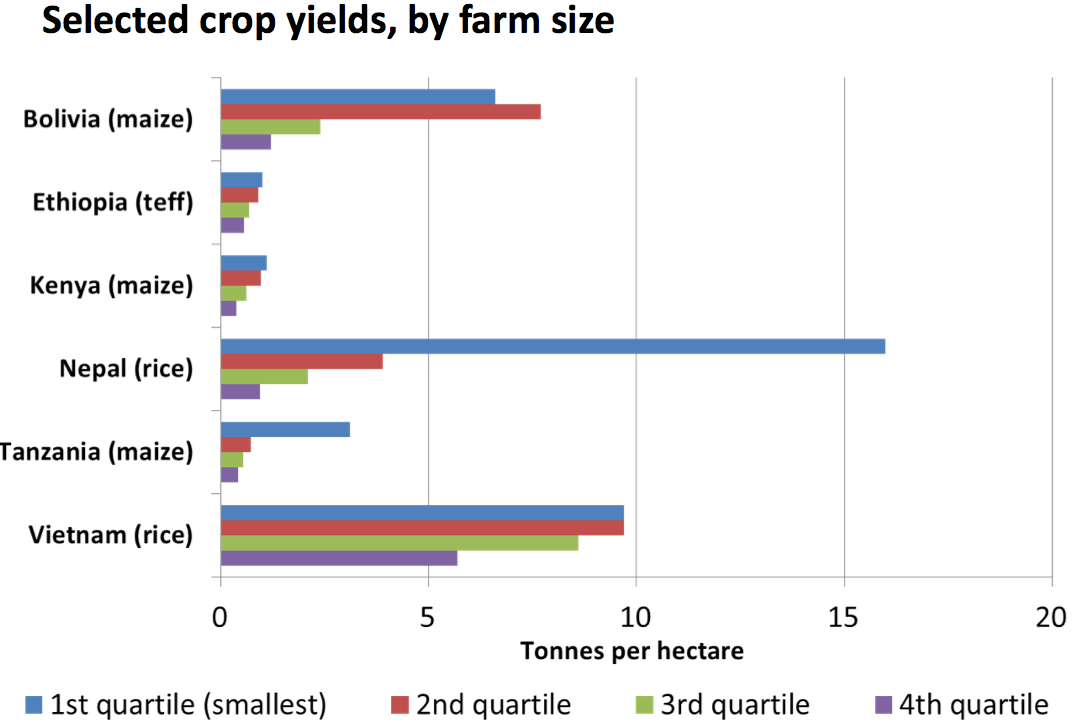 Selected crop yields, by farm size
Bolivia (maize)
Ethiopia (teff)
Kenya (maize)
Nepal (rice)
Tanzania (maize)
Vietnam (rice)
0 5 10 15 20
Tonnes per hectare
1st quartile (smallest) 2nd quartile 3rd quartile 4th quartile